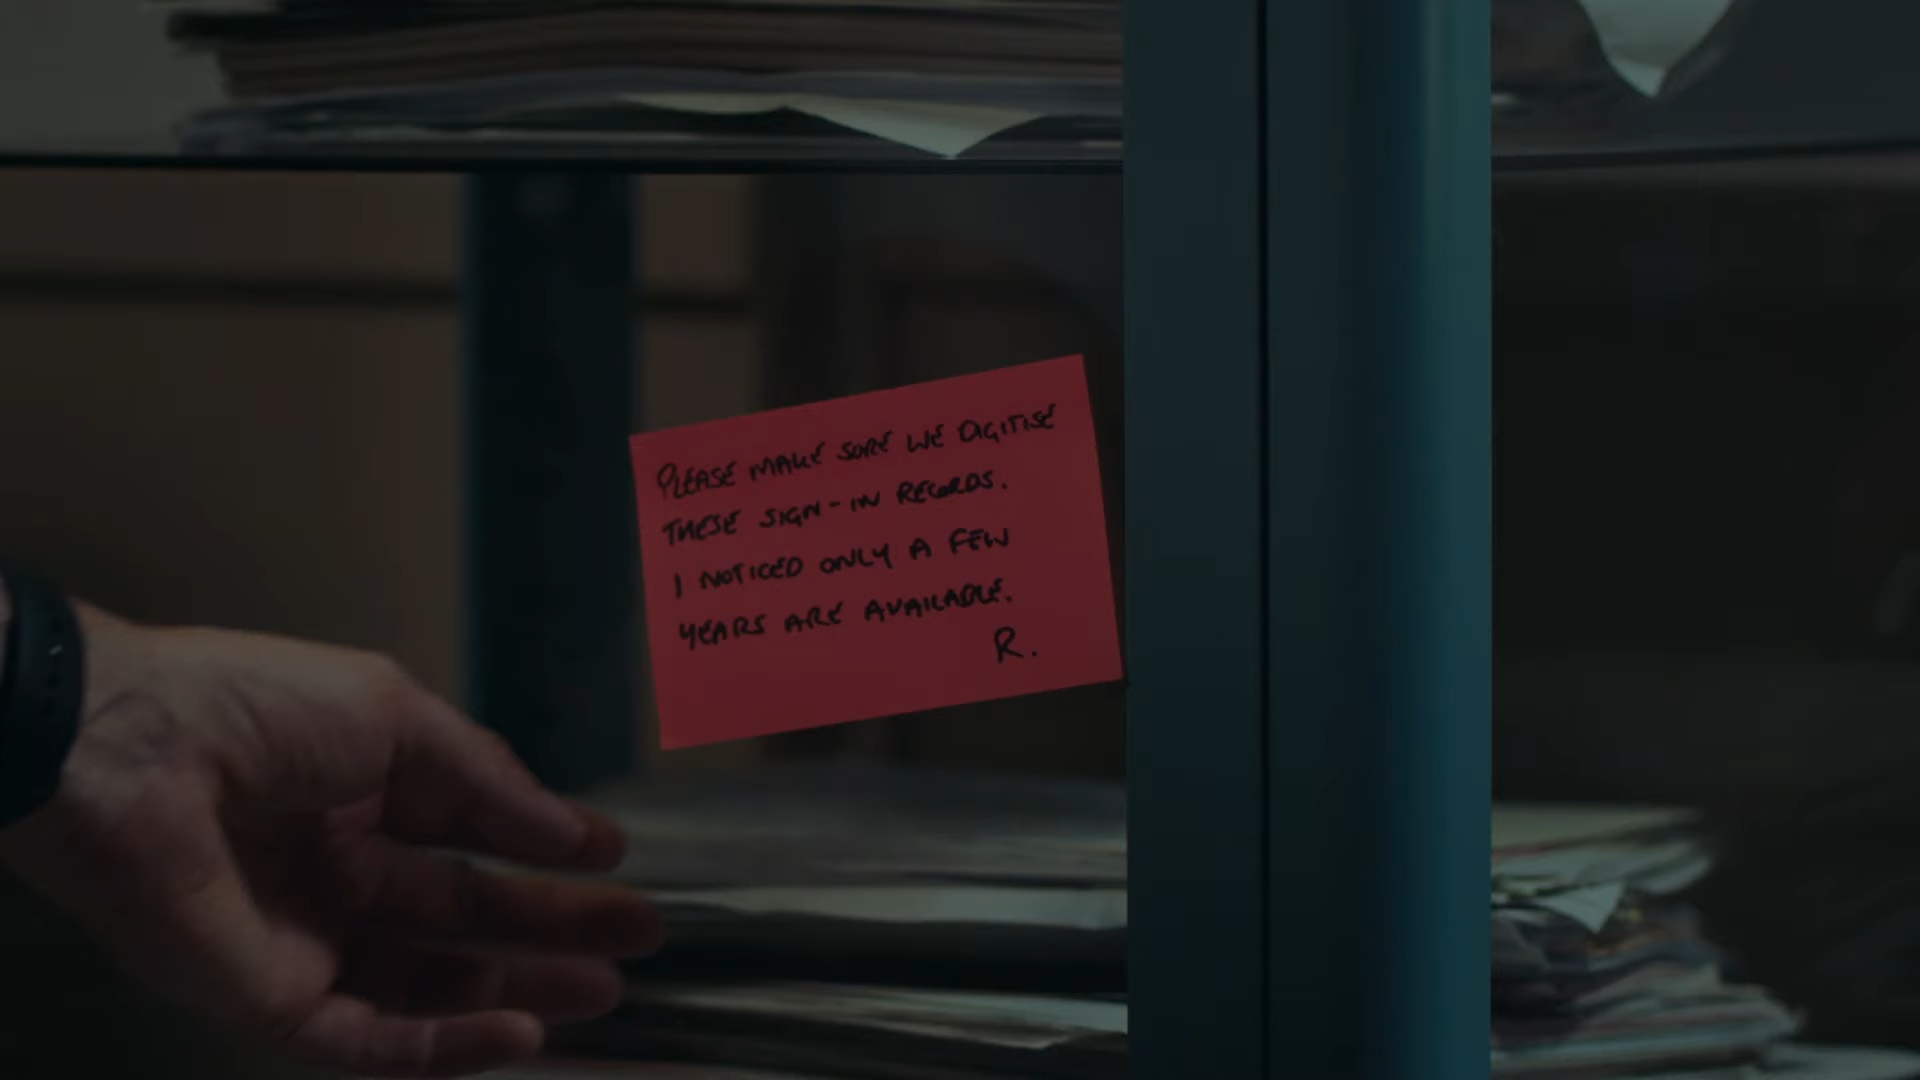 PLEASE MAKE SURE WE DIGITISE
THESE SIGN-IN RECORDS.
I NOTICED ONLY A FEW
YEARS ARE AVAILABLE.
R.